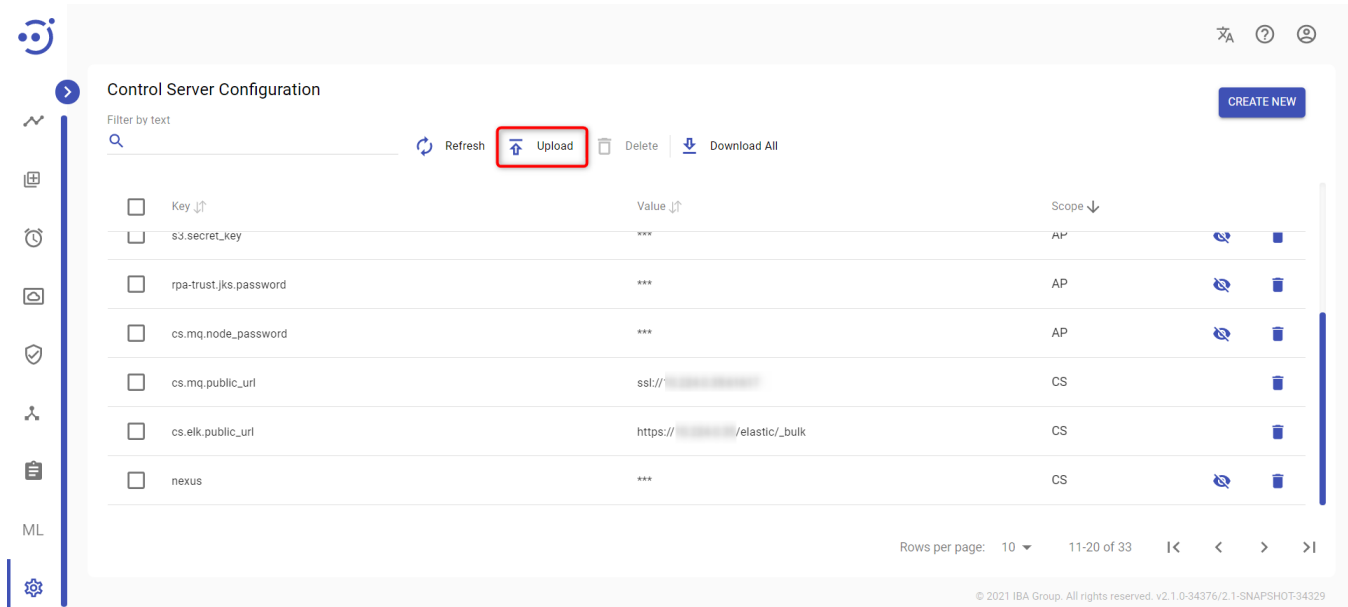 Control Server Configuration
CREATE NEW
Filter by text
Refresh
Upload
Delete
Download All
Key
Value
Scope
s3.secret_key *** AP
rpa-trust.jks.password *** AP
cs.mq.node_password *** AP
cs.mq.public_url ssl:// CS
cs.elk.public_url https:// /elastic/_bulk CS
nexus *** CS
ML
Rows per page: 10 11-20 of 33
© 2021 IBA Group. All rights reserved. v2.1.0-34376/2.1-SNAPSHOT-34329